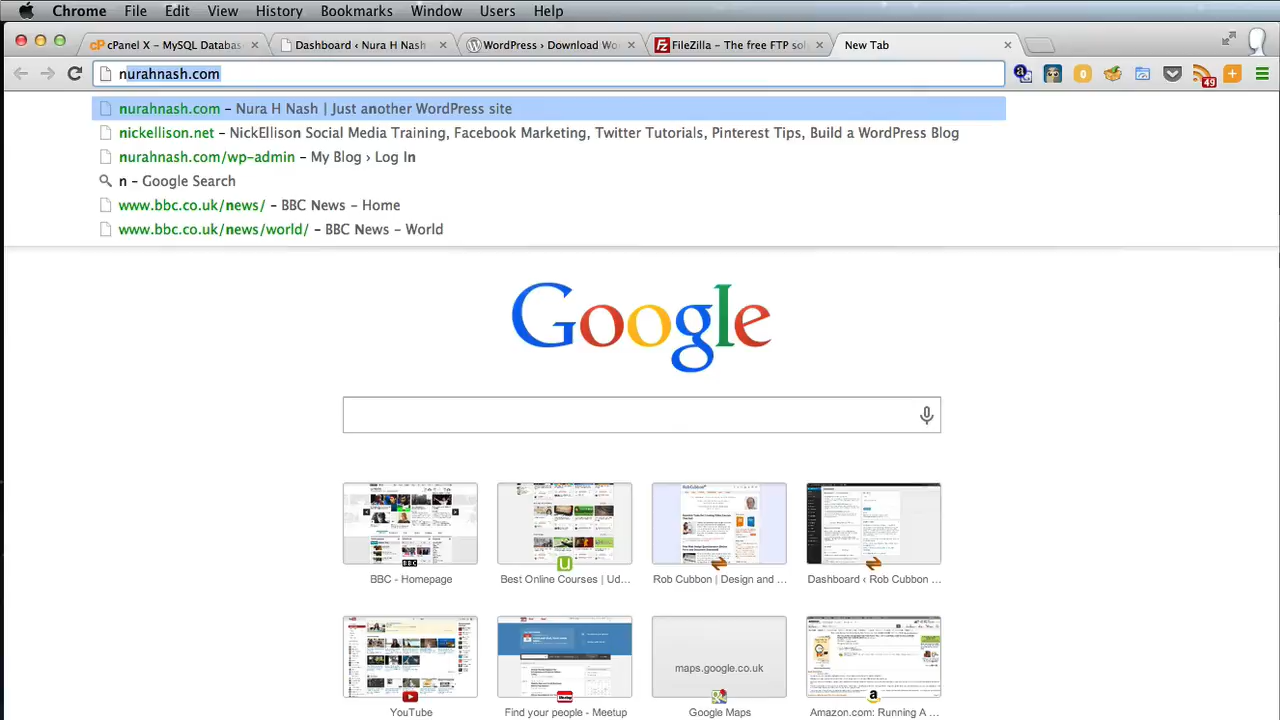 Chrome File Edit View History Bookmarks Window Users Help
cPanel X – MySQL Databas
Dashboard ‹ Nura H Nash
WordPress › Download Wo
FileZilla – The free FTP sol
New Tab
nurahnash.com
49
nurahnash.com – Nura H Nash | Just another WordPress site
nickellison.net – NickEllison Social Media Training, Facebook Marketing, Twitter Tutorials, Pinterest Tips, Build a WordPress Blog
nurahnash.com/wp-admin – My Blog › Log In
n – Google Search
www.bbc.co.uk/news/ – BBC News – Home
www.bbc.co.uk/news/world/ – BBC News – World
Google
BBC - Homepage
Best Online Courses | Ud...
Rob Cubbon | Design and ...
Dashboard ‹ Rob Cubbon ...
maps.google.co.uk
YouTube
Find your people - Meetup
Google Maps
Amazon.com: Running A ...